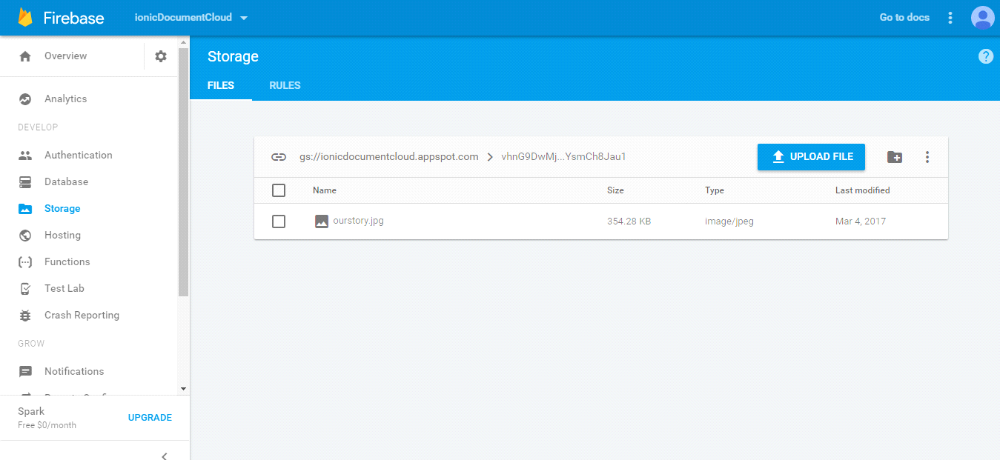 Firebase
ionicDocumentCloud
Go to docs
Overview
Analytics
DEVELOP
Authentication
Database
Storage
Hosting
Functions
Test Lab
Crash Reporting
GROW
Notifications
Spark
Free $0/month
UPGRADE
Storage
?
FILES
RULES
gs://ionicdocumentcloud.appspot.com > vhnG9DwMj...YsmCh8Jau1
UPLOAD FILE
Name Size Type Last modified
ourstory.jpg 354.28 KB image/jpeg Mar 4, 2017